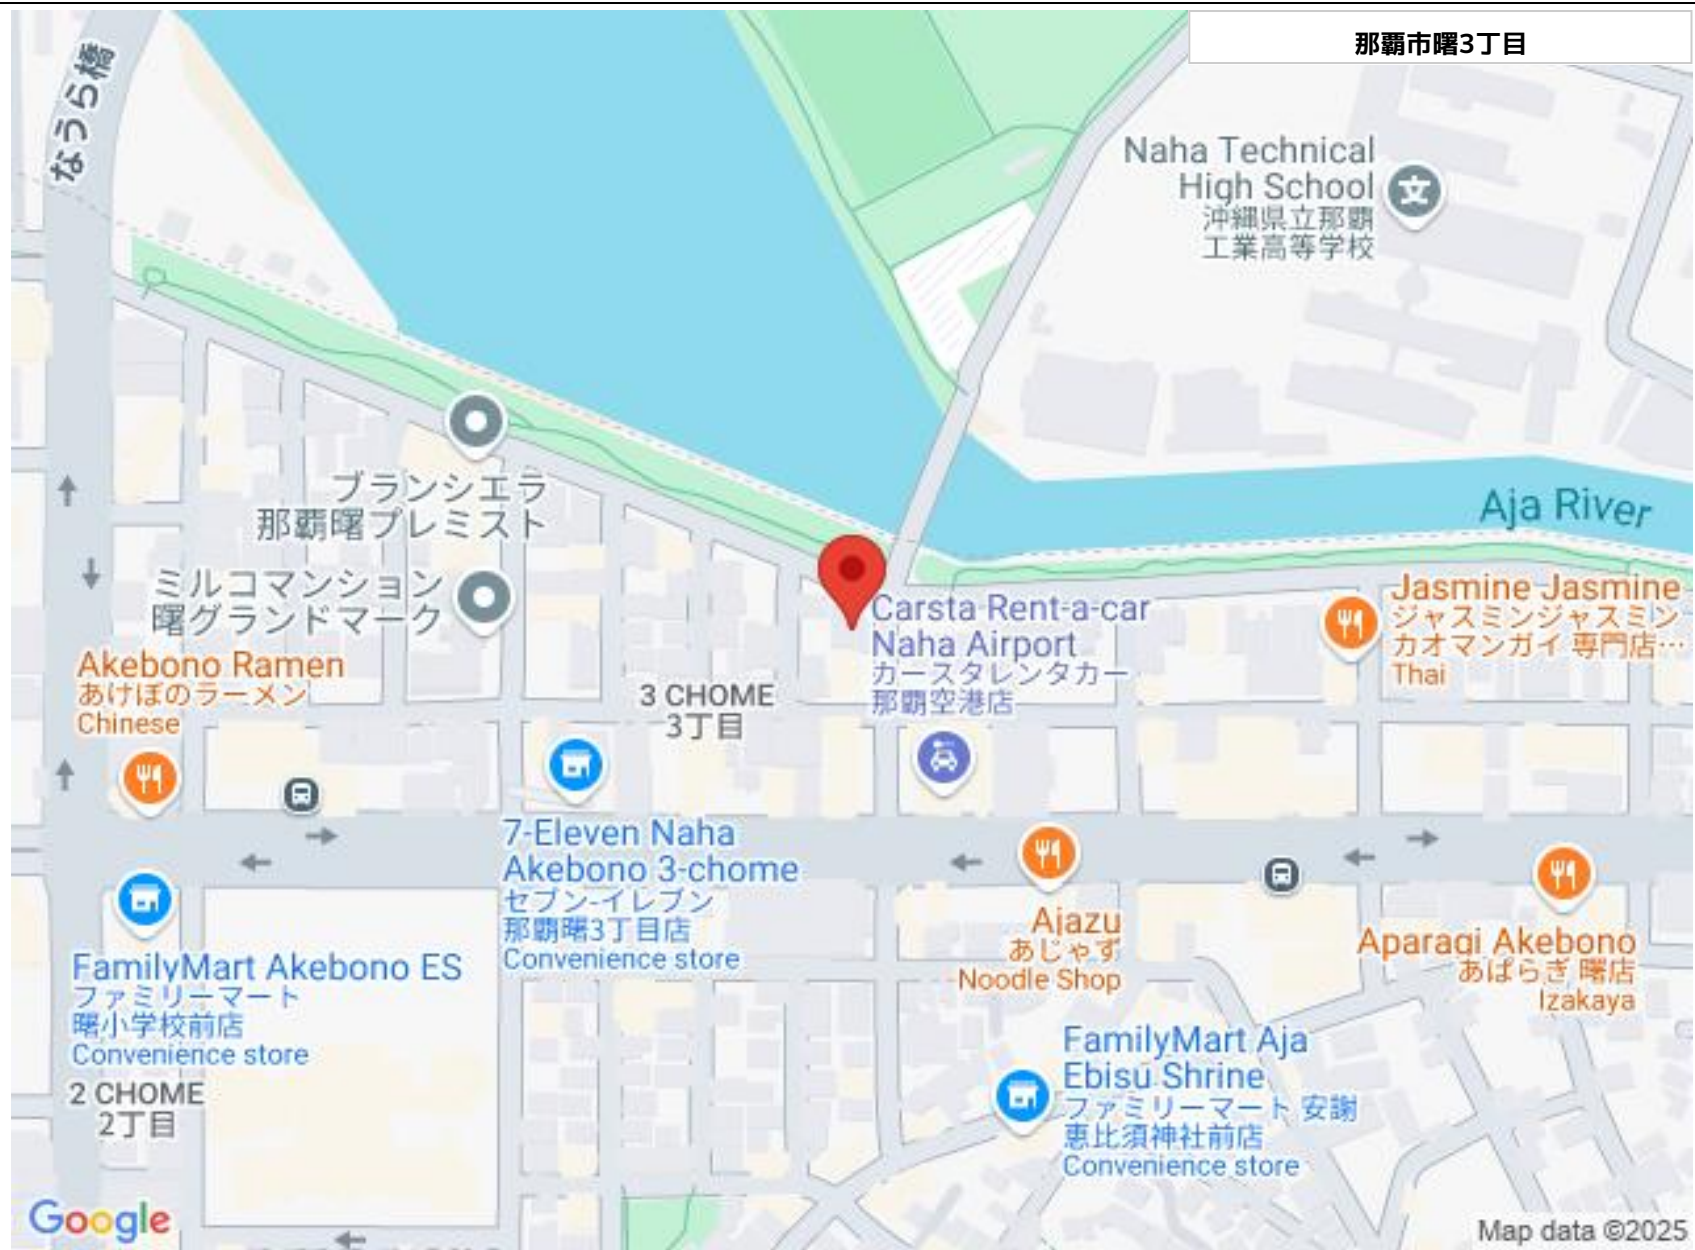 那覇市曙3丁目
なうら橋
Naha Technical
High School
沖縄県立那覇
工業高等学校
ブランシエラ
那覇曙プレミスト
Aja River
ミルコマンション
曙グランドマーク
Carsta Rent-a-car
Naha Airport
カースタレンタカー
那覇空港店
Jasmine Jasmine
ジャスミンジャスミン
カオマンガイ 専門店…
Thai
Akebono Ramen
あけぼのラーメン
Chinese
3 CHOME
3丁目
7-Eleven Naha
Akebono 3-chome
セブン-イレブン
那覇曙3丁目店
Convenience store
FamilyMart Akebono ES
ファミリーマート
曙小学校前店
Convenience store
Ajazu
あじゃず
Noodle Shop
Aparagi Akebono
あぱらぎ 曙店
Izakaya
FamilyMart Aja
Ebisu Shrine
ファミリーマート 安謝
恵比須神社前店
Convenience store
2 CHOME
2丁目
Google
Map data ©2025